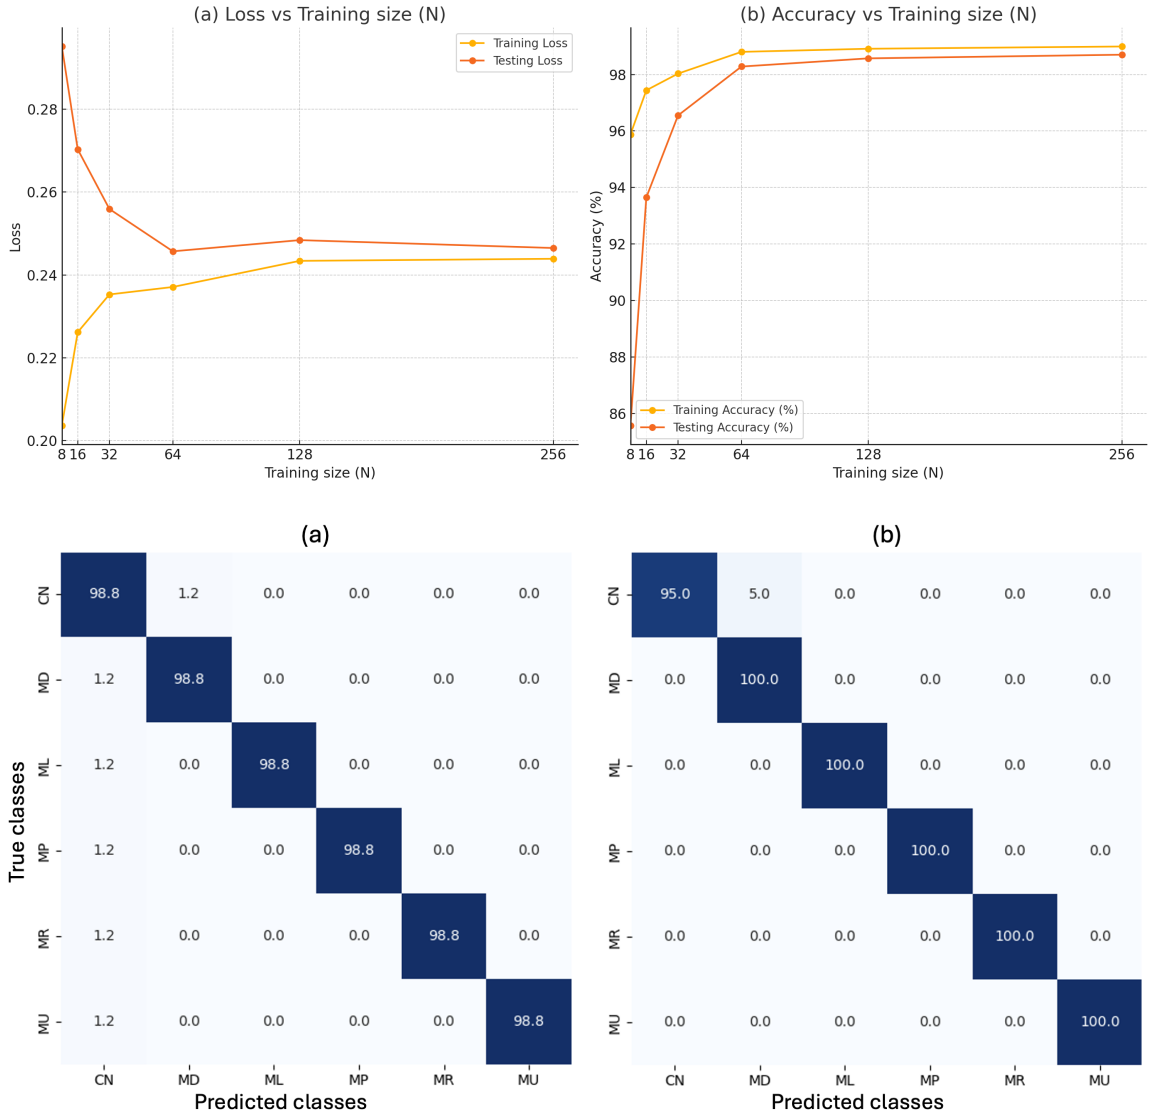 (a) Loss vs Training size (N)
Training Loss
Testing Loss
Loss
0.28
0.26
0.24
0.22
0.20
8 16 32 64 128 256
Training size (N)
(b) Accuracy vs Training size (N)
Accuracy (%)
98
96
94
92
90
88
86
Training Accuracy (%)
Testing Accuracy (%)
8 16 32 64 128 256
Training size (N)
(a)
True classes
CN 98.8 1.2 0.0 0.0 0.0 0.0
MD 1.2 98.8 0.0 0.0 0.0 0.0
ML 1.2 0.0 98.8 0.0 0.0 0.0
MP 1.2 0.0 0.0 98.8 0.0 0.0
MR 1.2 0.0 0.0 0.0 98.8 0.0
MU 1.2 0.0 0.0 0.0 0.0 98.8
CN MD ML MP MR MU
Predicted classes
(b)
CN 95.0 5.0 0.0 0.0 0.0 0.0
MD 0.0 100.0 0.0 0.0 0.0 0.0
ML 0.0 0.0 100.0 0.0 0.0 0.0
MP 0.0 0.0 0.0 100.0 0.0 0.0
MR 0.0 0.0 0.0 0.0 100.0 0.0
MU 0.0 0.0 0.0 0.0 0.0 100.0
CN MD ML MP MR MU
Predicted classes